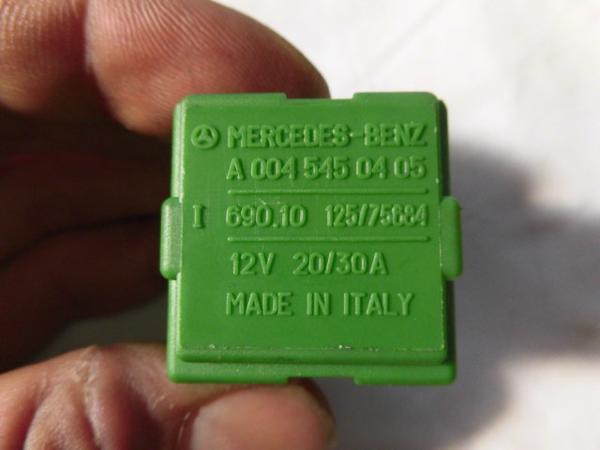 MERCEDES-BENZ
A 004 545 04 05
I 690.10 125/75684
12V 20/30A
MADE IN ITALY